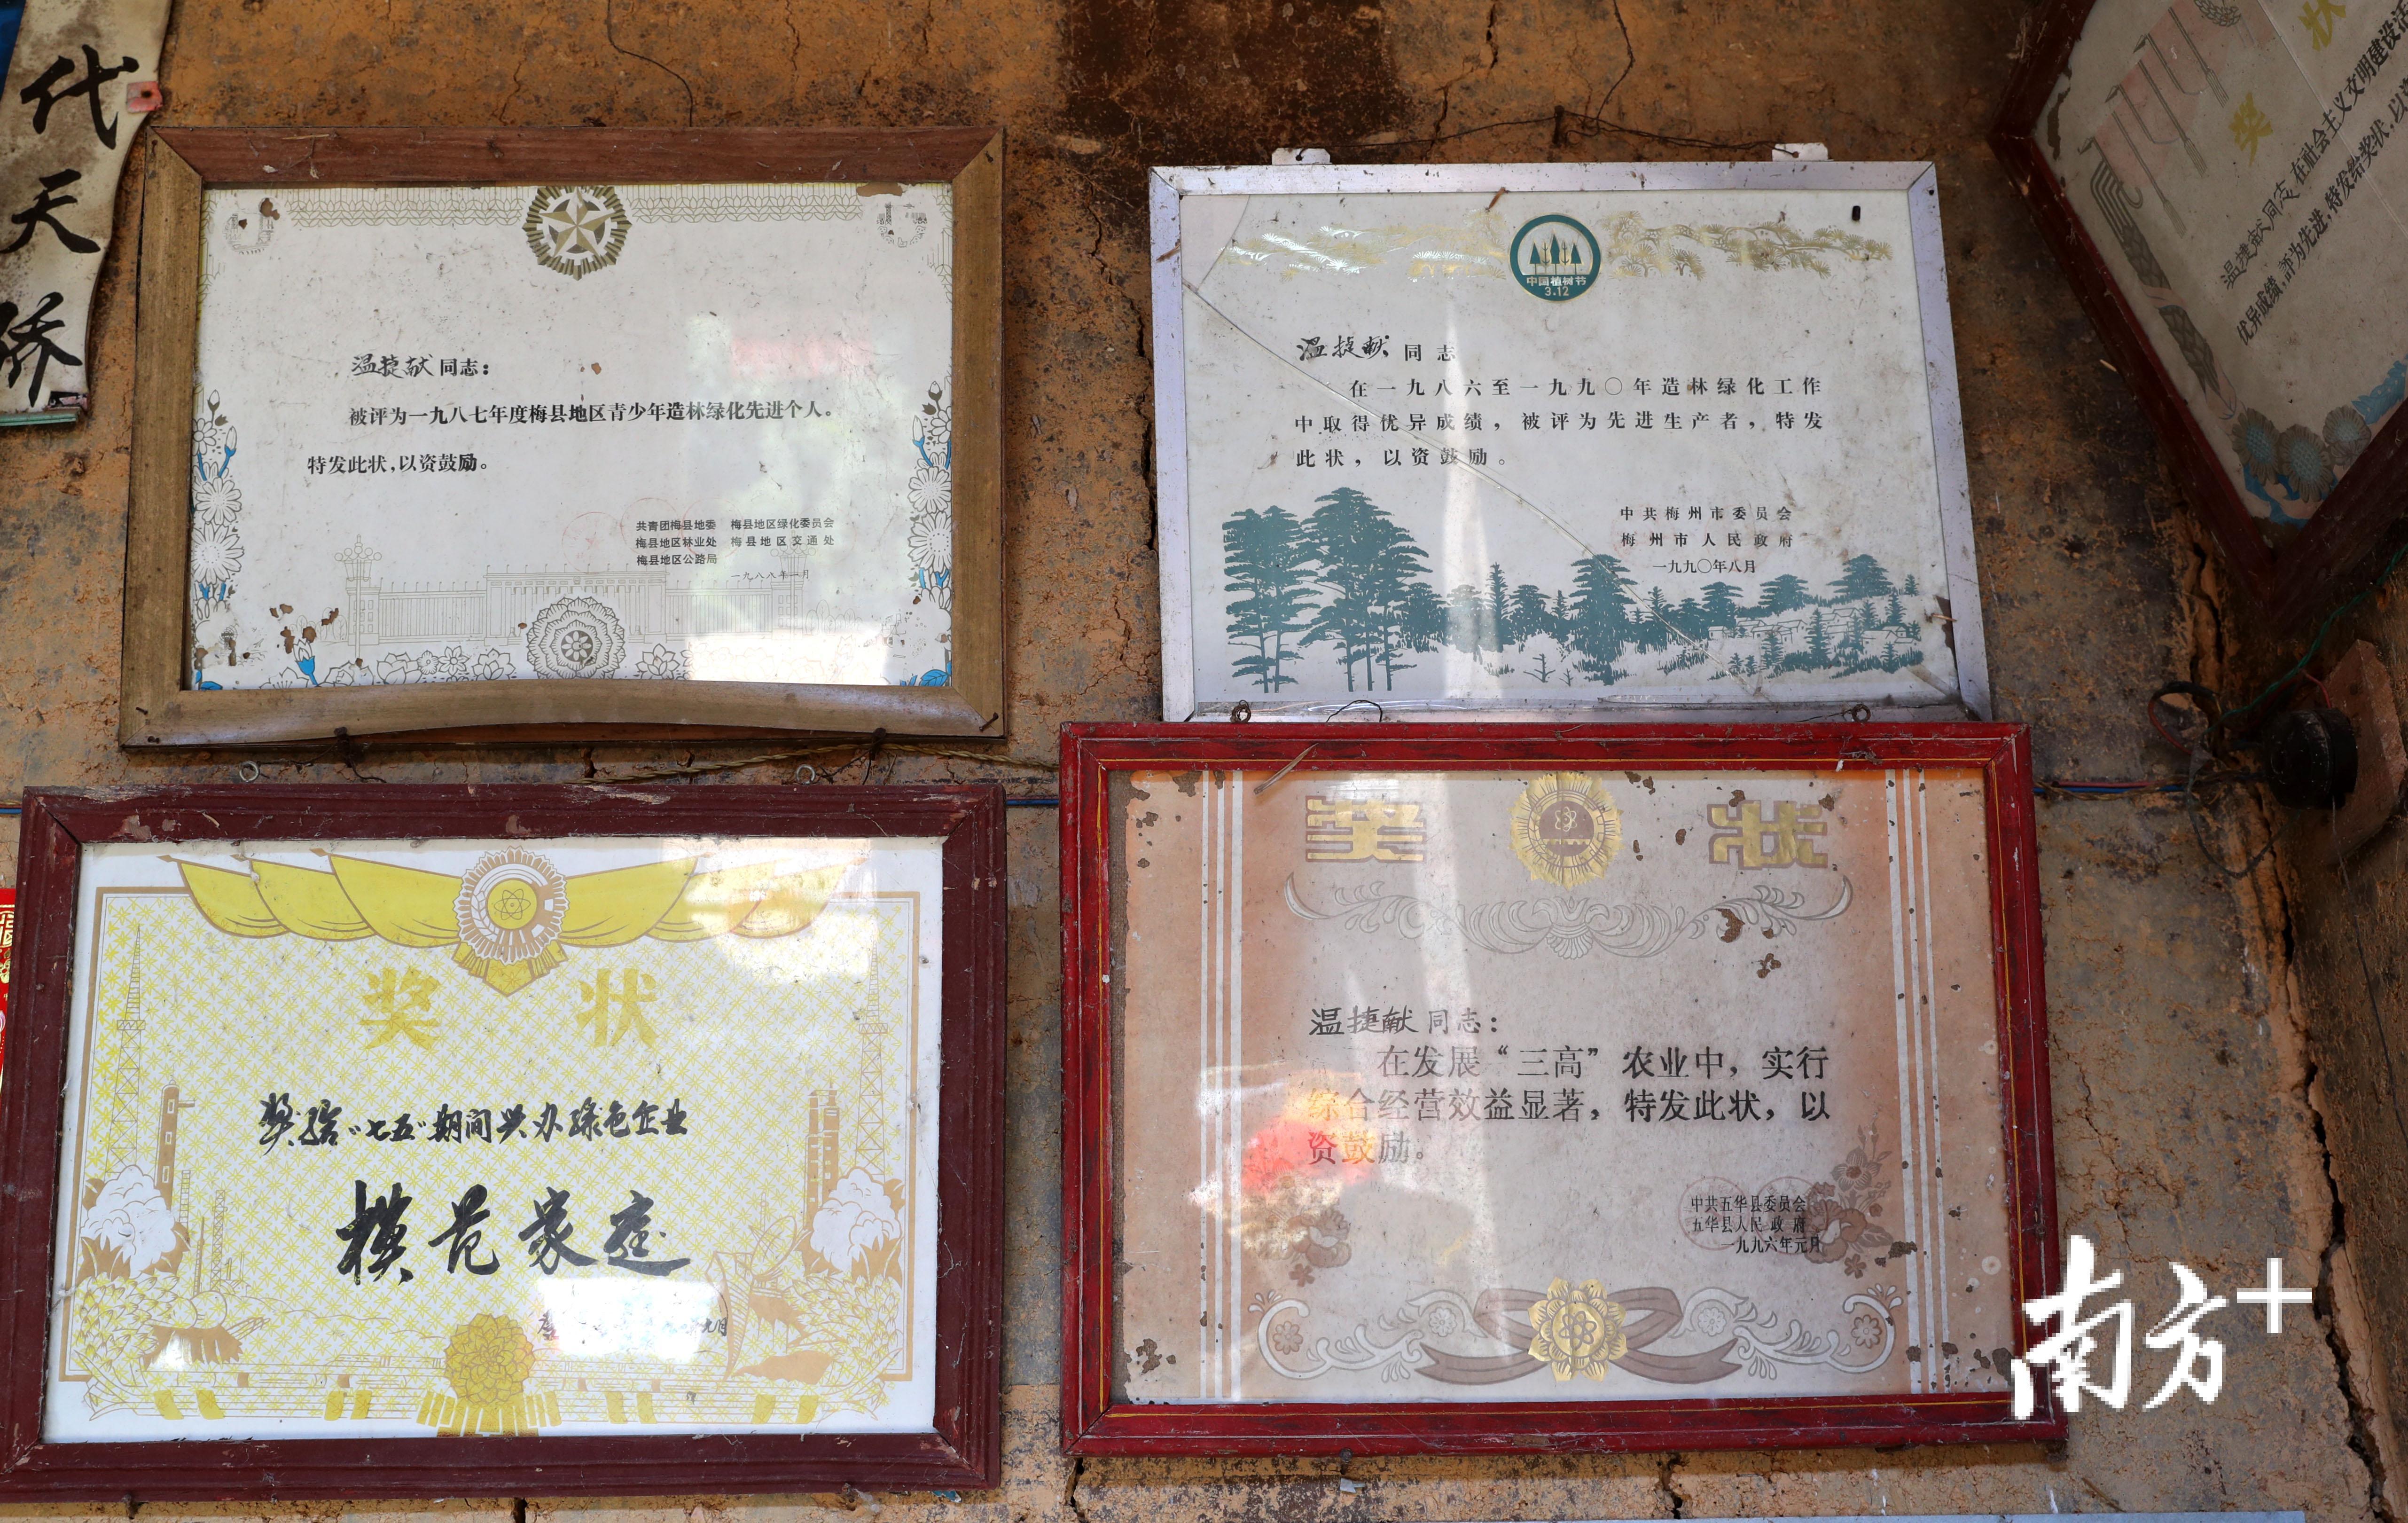 代天骄
温捷献同志：
被评为一九八七年度梅县地区青少年造林绿化先进个人。
特发此状，以资鼓励。
共青团梅县地委 梅县地区绿化委员会
梅县地区林业处 梅县地区交通处
梅县地区公路局
一九八八年一月
中国植树节
3.12
温捷献同志
在一九八六至一九九〇年造林绿化工作
中取得优异成绩，被评为先进生产者，特发
此状，以资鼓励。
中共梅州市委员会
梅州市人民政府
一九九〇年八月
奖状
温捷献同志在社会主义文明建设
优异成绩，评为先进，特发给奖状，以
奖状
奖给“七五”期间兴办绿色企业
模范家庭
九月
奖状
温捷献同志：
在发展“三高”农业中，实行
综合经营效益显著，特发此状，以
资鼓励。
中共五华县委员会
五华县人民政府
一九九六年元月
南方+